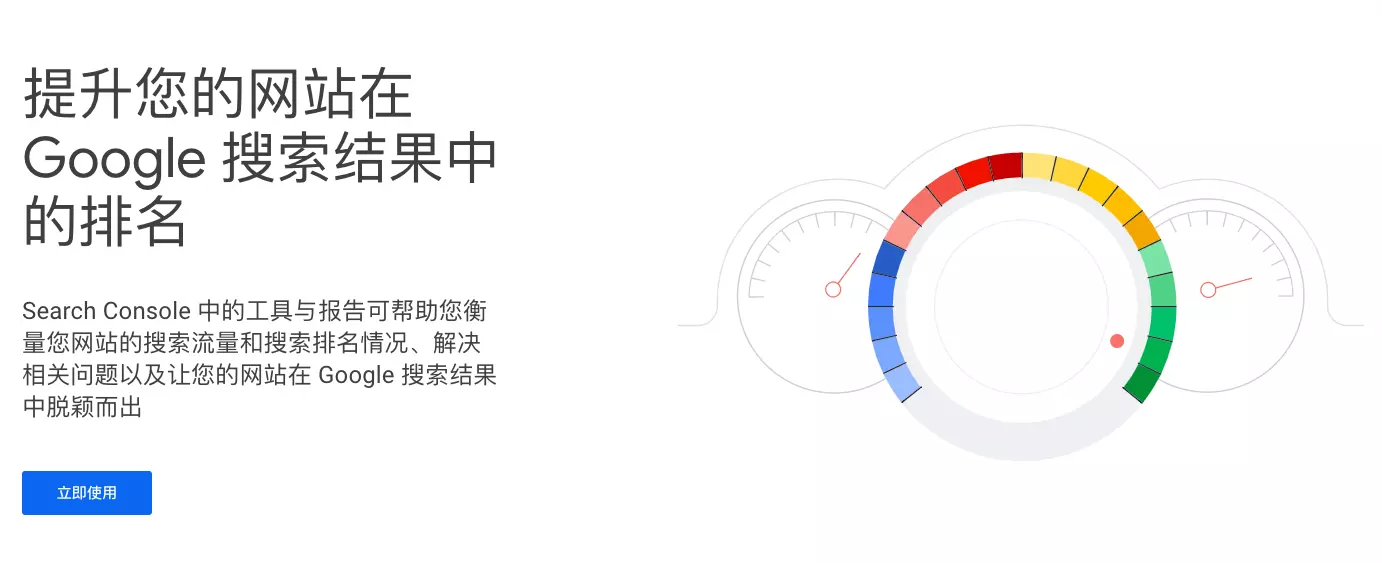 提升您的网站在
Google 搜索结果中
的排名
Search Console 中的工具与报告可帮助您衡
量您网站的搜索流量和搜索排名情况、解决
相关问题以及让您的网站在 Google 搜索结果
中脱颖而出
立即使用